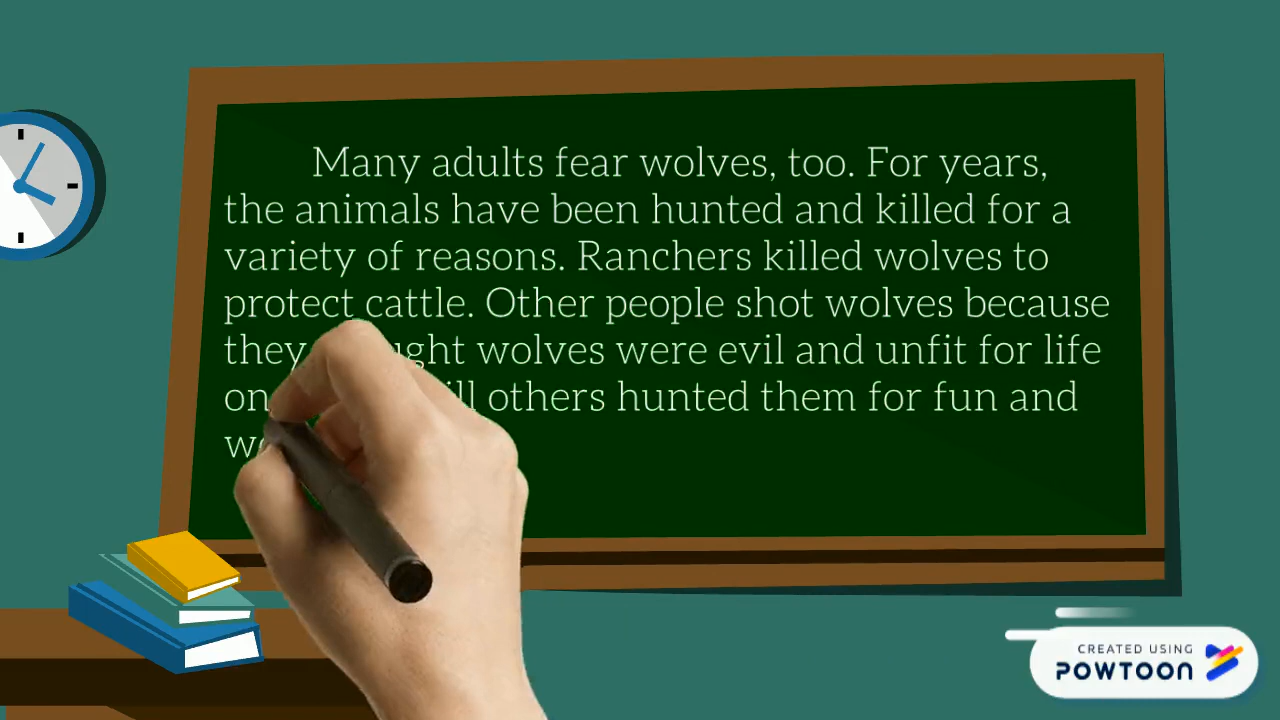 Many adults fear wolves, too. For years,
the animals have been hunted and killed for a
variety of reasons. Ranchers killed wolves to
protect cattle. Other people shot wolves because
they wolves were evil and unfit for life
on others hunted them for fun and
CREATED USING
POWTOON